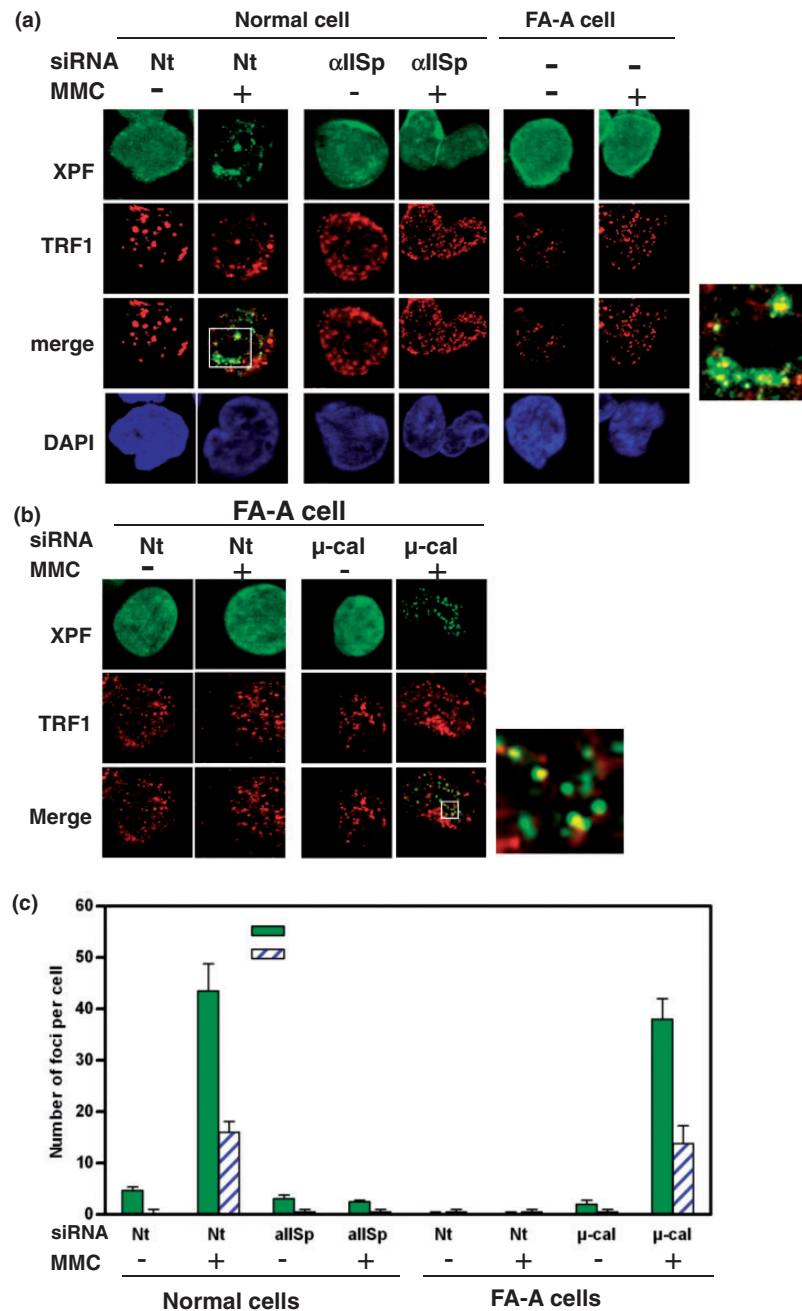 (a)
Normal cell
FA-A cell
siRNA Nt Nt αIISp αIISp - -
MMC - + - + - +
XPF
TRF1
merge
DAPI
(b)
FA-A cell
siRNA Nt Nt µ-cal µ-cal
MMC - + - +
XPF
TRF1
Merge
(c)
Number of foci per cell
60
50
40
30
20
10
0
siRNA Nt Nt allSp allSp Nt Nt µ-cal µ-cal
MMC - + - + - + - +
Normal cells
FA-A cells